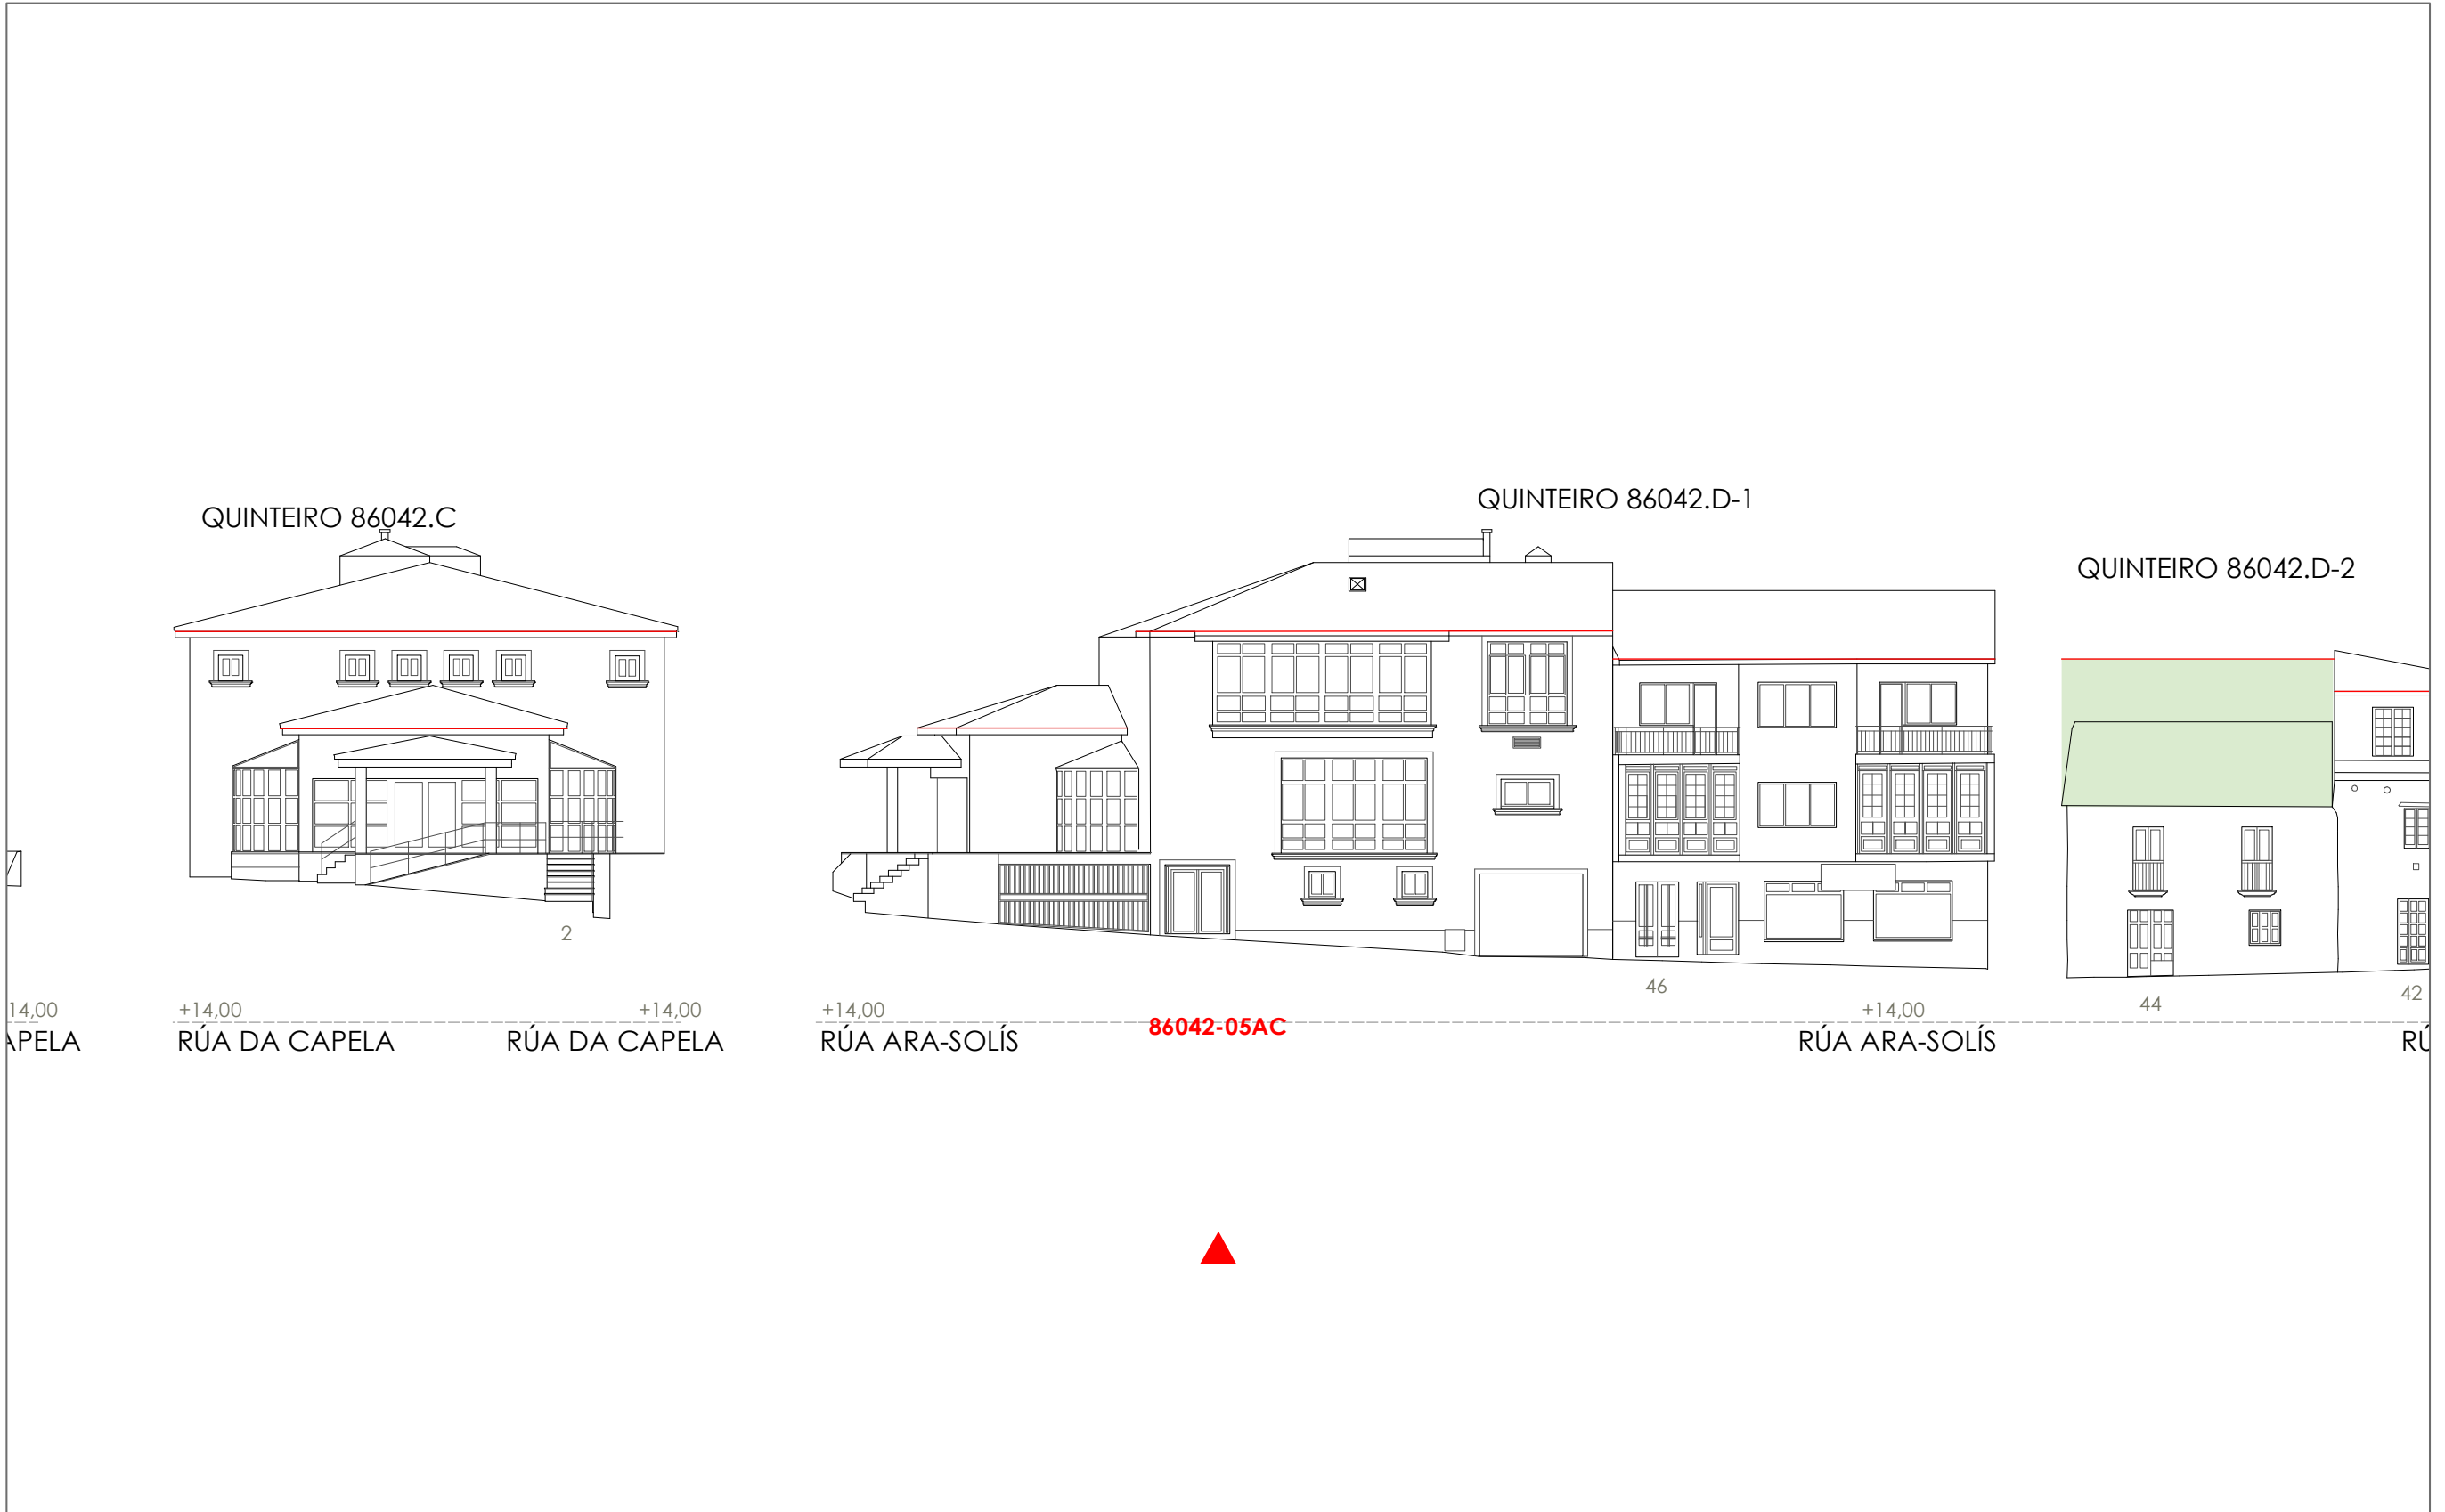 QUINTEIRO 86042.C
QUINTEIRO 86042.D-1
QUINTEIRO 86042.D-2
2
46
44
42
14,00
+14,00
+14,00
+14,00
+14,00
APELA
RÚA DA CAPELA
RÚA DA CAPELA
RÚA ARA-SOLÍS
86042-05AC
RÚA ARA-SOLÍS
RÚ